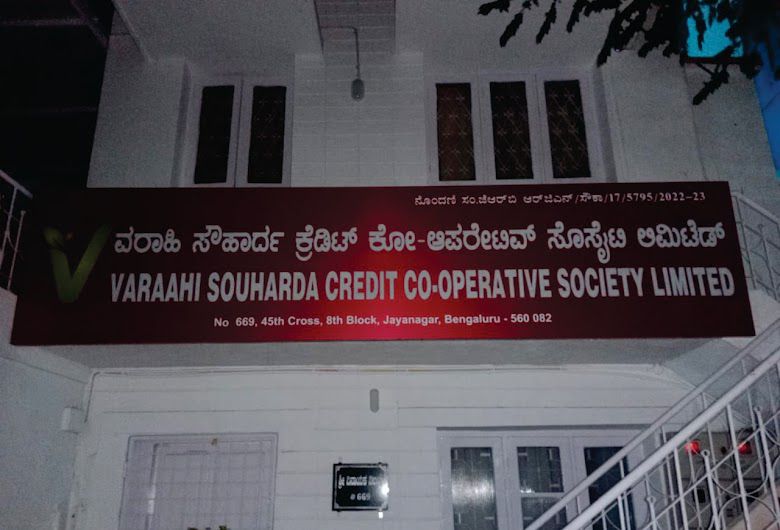 ನೊಂದಣಿ ಸಂ.ಜೆಆರ್‌ಬಿ ಆರ್‌ಜಿಎನ್/ಸೌಕಾ/17/5795/2022-23
ವರಾಹಿ ಸೌಹಾರ್ದ ಕ್ರೆಡಿಟ್ ಕೋ-ಆಪರೇಟಿವ್ ಸೊಸೈಟಿ ಲಿಮಿಟೆಡ್
VARAAHI SOUHARDA CREDIT CO-OPERATIVE SOCIETY LIMITED
No 669, 45th Cross, 8th Block, Jayanagar, Bengaluru - 560 082
ಶ್ರೀ ವಿನಾಯಕ
# 669